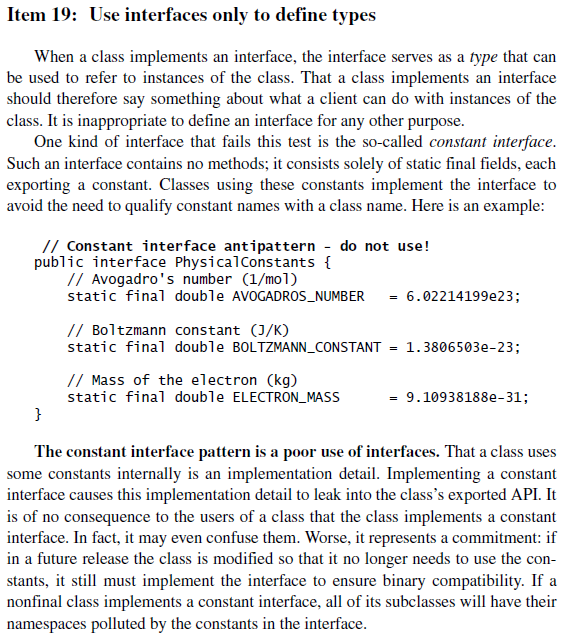 Item 19: Use interfaces only to define types
When a class implements an interface, the interface serves as a type that can
be used to refer to instances of the class. That a class implements an interface
should therefore say something about what a client can do with instances of the
class. It is inappropriate to define an interface for any other purpose.
One kind of interface that fails this test is the so-called constant interface.
Such an interface contains no methods; it consists solely of static final fields, each
exporting a constant. Classes using these constants implement the interface to
avoid the need to qualify constant names with a class name. Here is an example:
// Constant interface antipattern - do not use!
public interface PhysicalConstants {
// Avogadro's number (1/mol)
static final double AVOGADROS_NUMBER = 6.02214199e23;
// Boltzmann constant (J/K)
static final double BOLTZMANN_CONSTANT = 1.3806503e-23;
// Mass of the electron (kg)
static final double ELECTRON_MASS = 9.10938188e-31;
}
The constant interface pattern is a poor use of interfaces. That a class uses
some constants internally is an implementation detail. Implementing a constant
interface causes this implementation detail to leak into the class’s exported API. It
is of no consequence to the users of a class that the class implements a constant
interface. In fact, it may even confuse them. Worse, it represents a commitment: if
in a future release the class is modified so that it no longer needs to use the con-
stants, it still must implement the interface to ensure binary compatibility. If a
nonfinal class implements a constant interface, all of its subclasses will have their
namespaces polluted by the constants in the interface.